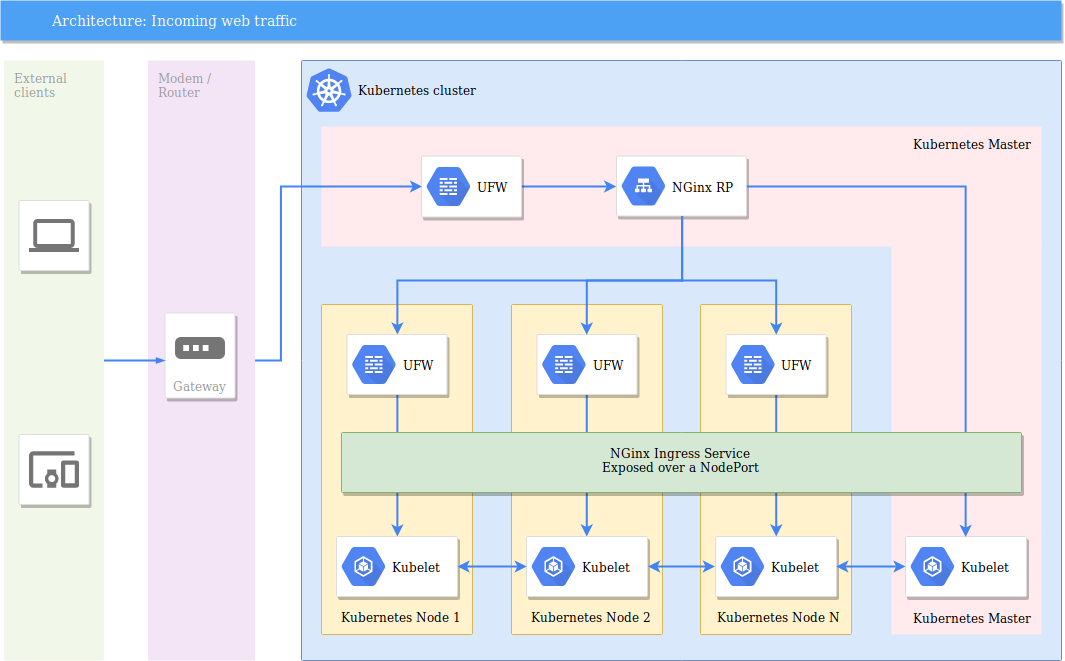 Architecture: Incoming web traffic
External
clients
Modem /
Router
Kubernetes cluster
Kubernetes Master
UFW
NGinx RP
Gateway
UFW
UFW
UFW
NGinx Ingress Service
Exposed over a NodePort
Kubelet
Kubelet
Kubelet
Kubelet
Kubernetes Node 1
Kubernetes Node 2
Kubernetes Node N
Kubernetes Master